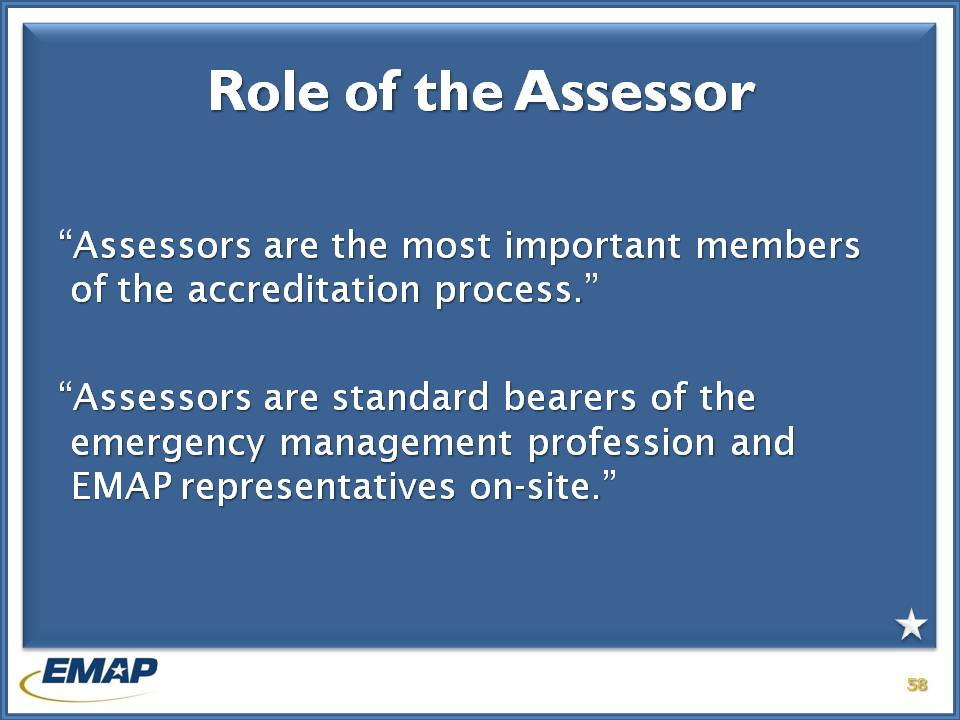 Role of the Assessor
“Assessors are the most important members
of the accreditation process.”
“Assessors are standard bearers of the
emergency management profession and
EMAP representatives on-site.”
EMAP
58